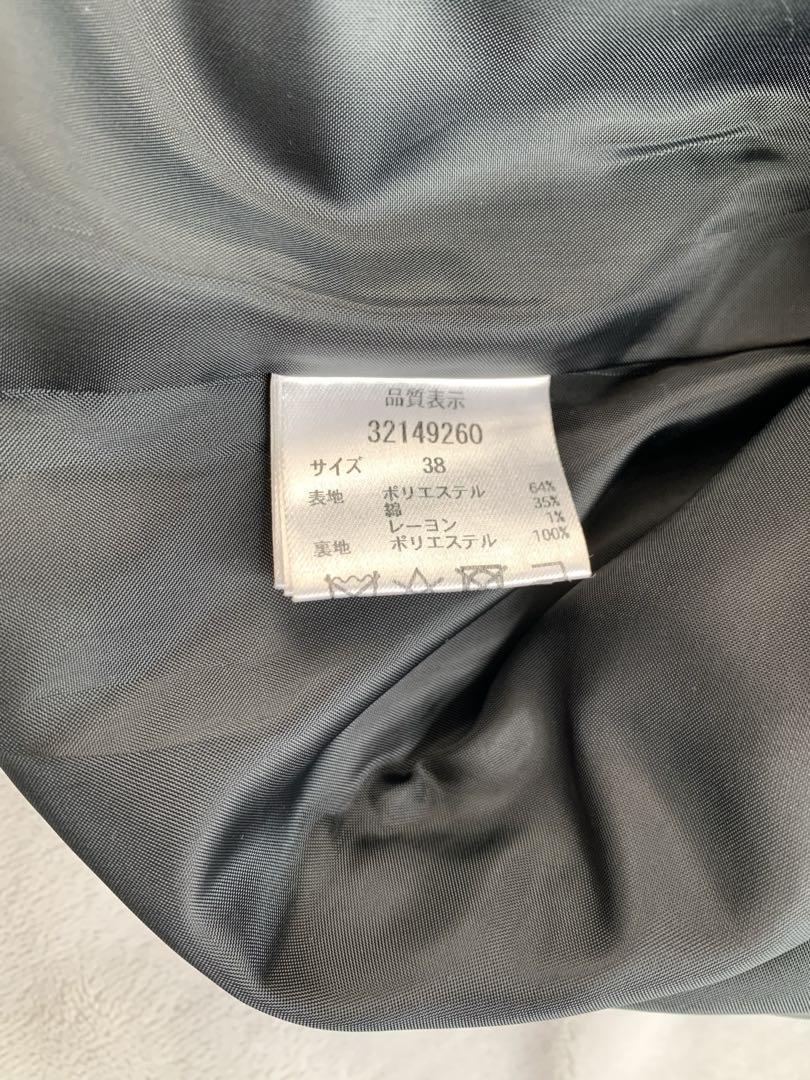 品質表示
32149260
サイズ 38
表地 ポリエステル 64%
綿 35%
レーヨン 1%
裏地 ポリエステル 100%